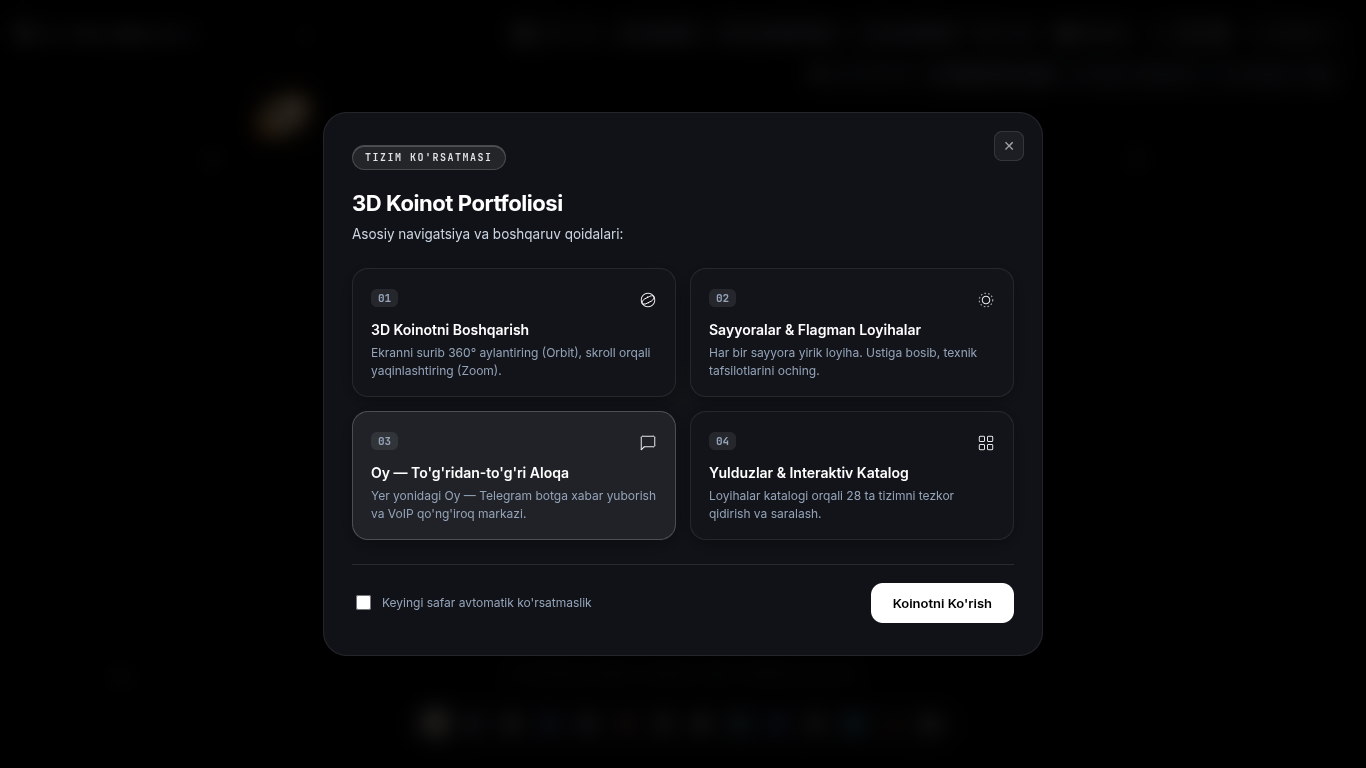 TIZIM KO'RSATMASI
3D Koinot Portfoliosi
Asosiy navigatsiya va boshqaruv qoidalari:
01
3D Koinotni Boshqarish
Ekranni surib 360° aylantiring (Orbit), skroll orqali
yaqinlashtiring (Zoom).
02
Sayyoralar & Flagman Loyihalar
Har bir sayyora yirik loyiha. Ustiga bosib, texnik
tafsilotlarini oching.
03
Oy — To'g'ridan-to'g'ri Aloqa
Yer yonidagi Oy — Telegram botga xabar yuborish
va VoIP qo'ng'iroq markazi.
04
Yulduzlar & Interaktiv Katalog
Loyihalar katalogi orqali 28 ta tizimni tezkor
qidirish va saralash.
Keyingi safar avtomatik ko'rsatmaslik
Koinotni Ko'rish